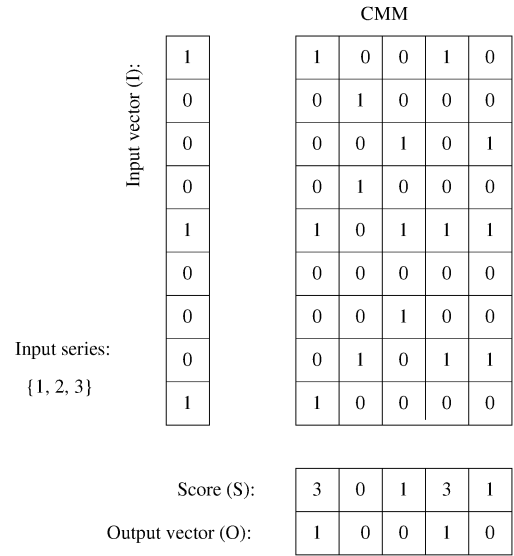 CMM
Input vector (I):
1 1 0 0 1 0
0 0 1 0 0 0
0 0 0 1 0 1
0 0 1 0 0 0
1 1 0 1 1 1
0 0 0 0 0 0
0 0 0 1 0 0
Input series:
0 0 1 0 1 1
{1, 2, 3}
1 1 0 0 0 0
Score (S): 3 0 1 3 1
Output vector (O): 1 0 0 1 0